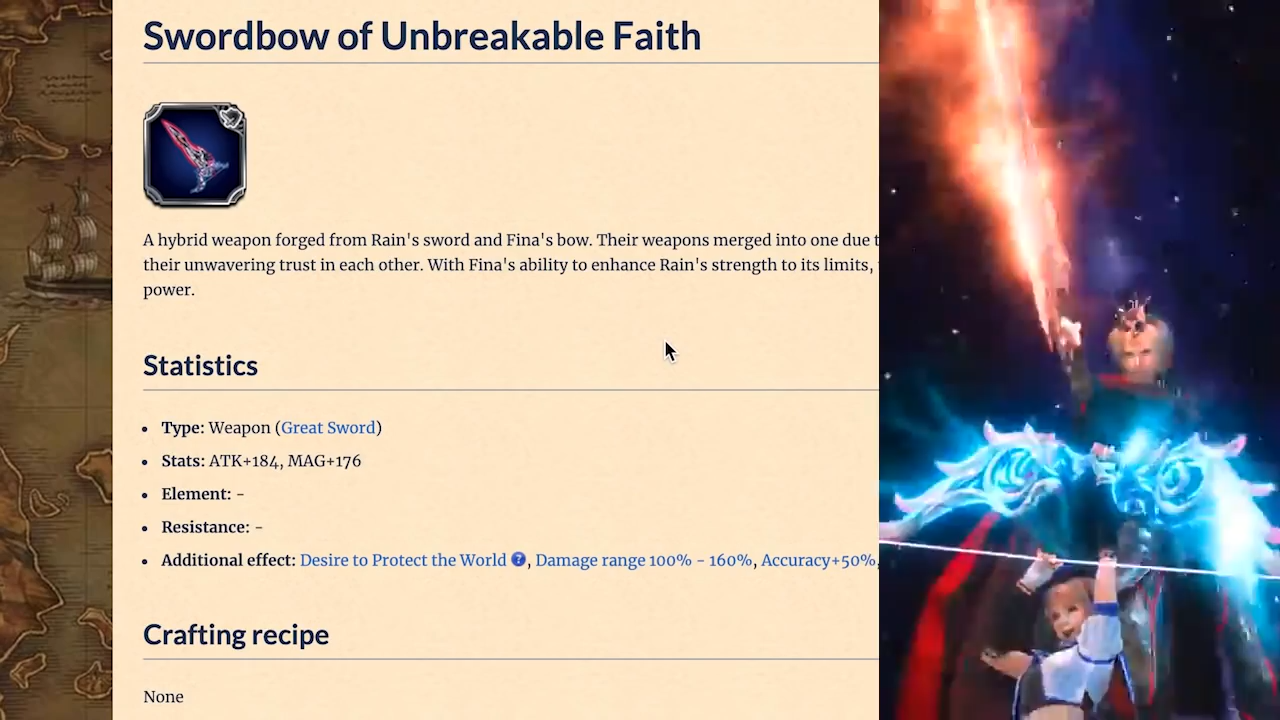 Swordbow of Unbreakable Faith
A hybrid weapon forged from Rain's sword and Fina's bow. Their weapons merged into one due t
their unwavering trust in each other. With Fina's ability to enhance Rain's strength to its limits,
power.
Statistics
Type: Weapon (Great Sword)
Stats: ATK+184, MAG+176
Element: -
Resistance: -
Additional effect: Desire to Protect the World ?, Damage range 100% - 160%, Accuracy+50%,
Crafting recipe
None